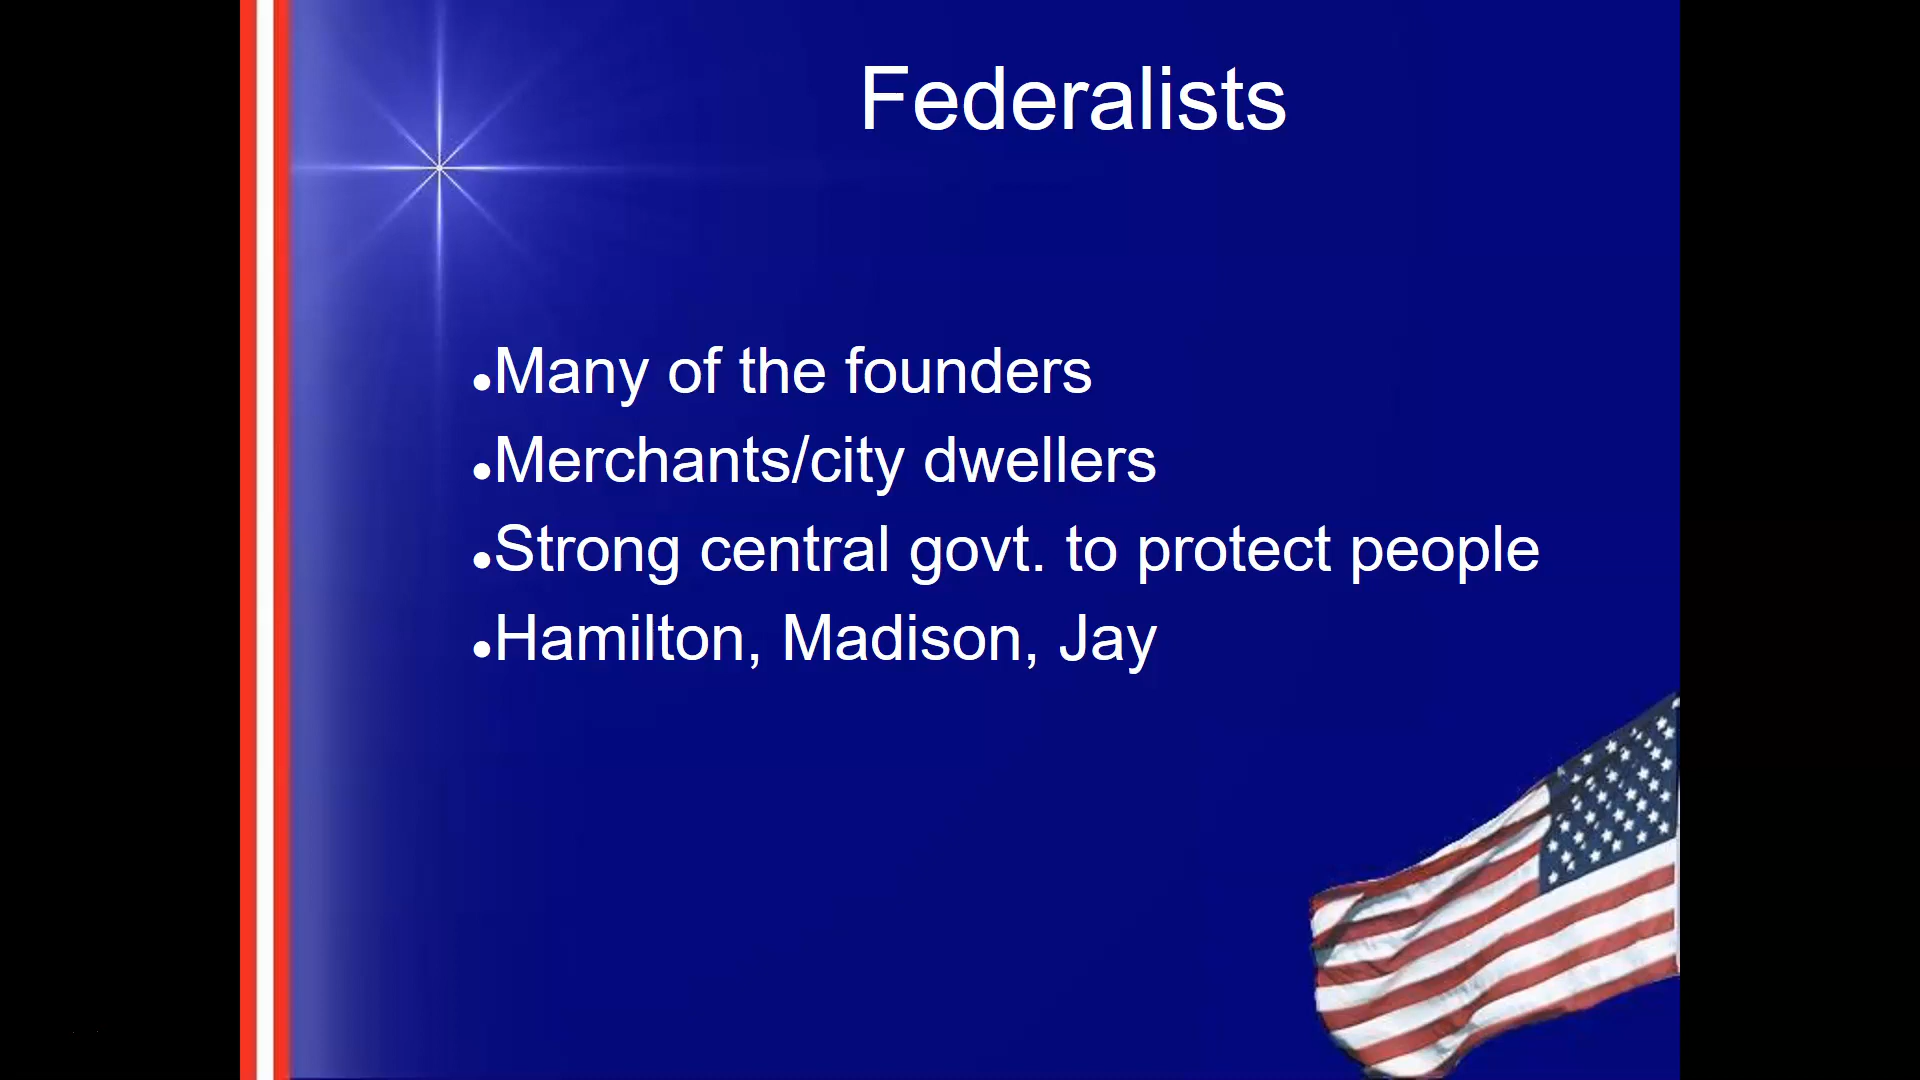 Federalists
●Many of the founders
●Merchants/city dwellers
●Strong central govt. to protect people
●Hamilton, Madison, Jay